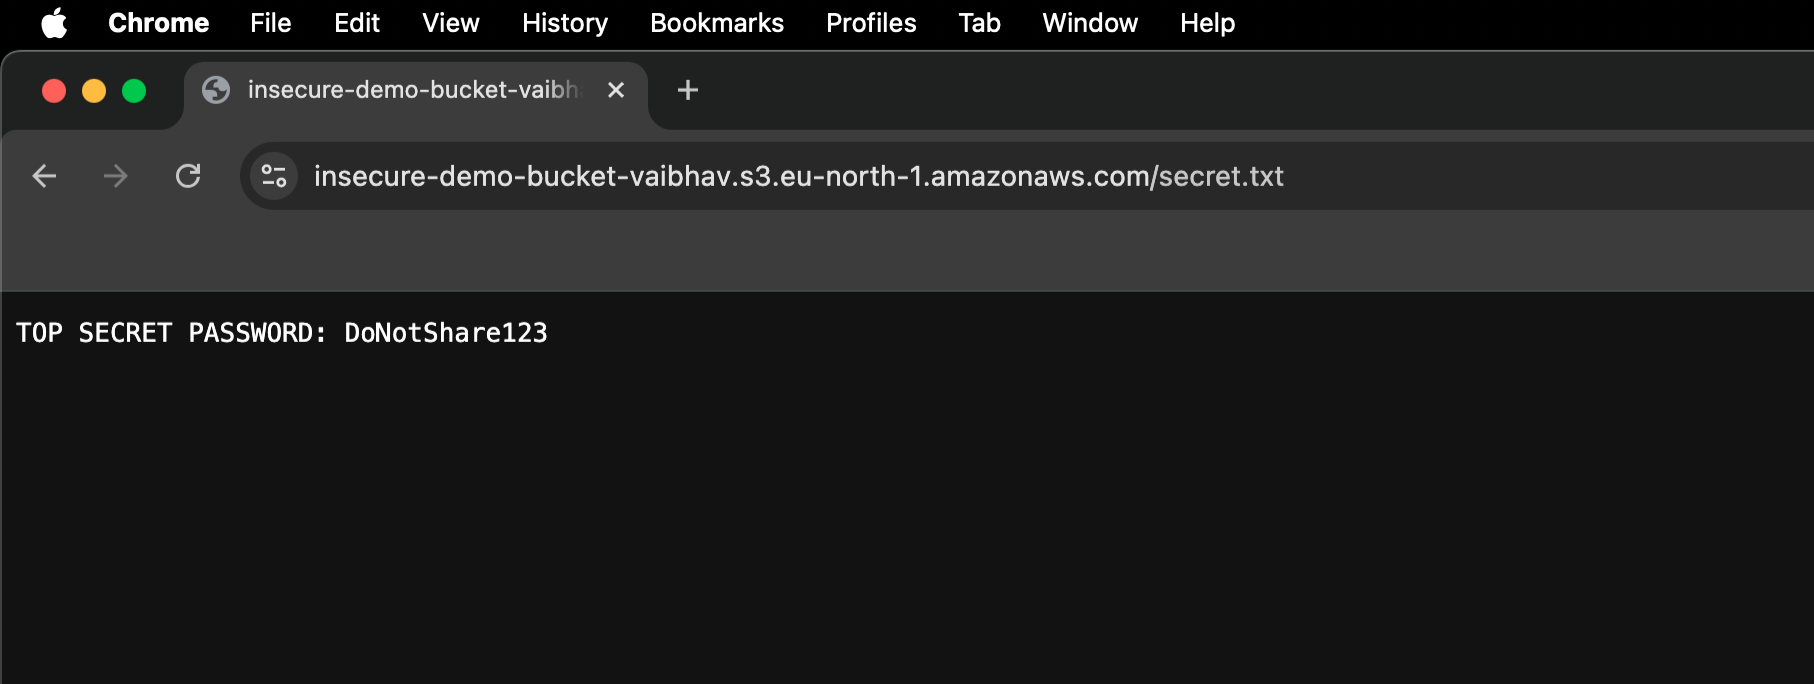 Chrome File Edit View History Bookmarks Profiles Tab Window Help
insecure-demo-bucket-vaibh
insecure-demo-bucket-vaibhav.s3.eu-north-1.amazonaws.com/secret.txt
TOP SECRET PASSWORD: DoNotShare123